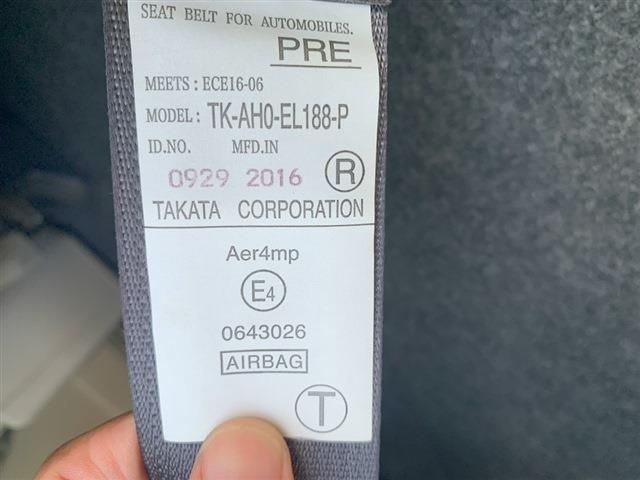 SEAT BELT FOR AUTOMOBILES.
PRE
MEETS: ECE16-06
MODEL: TK-AH0-EL188-P
ID.NO. MFD.IN
0929 2016 R
TAKATA CORPORATION
Aer4mp
E4
0643026
AIRBAG
T